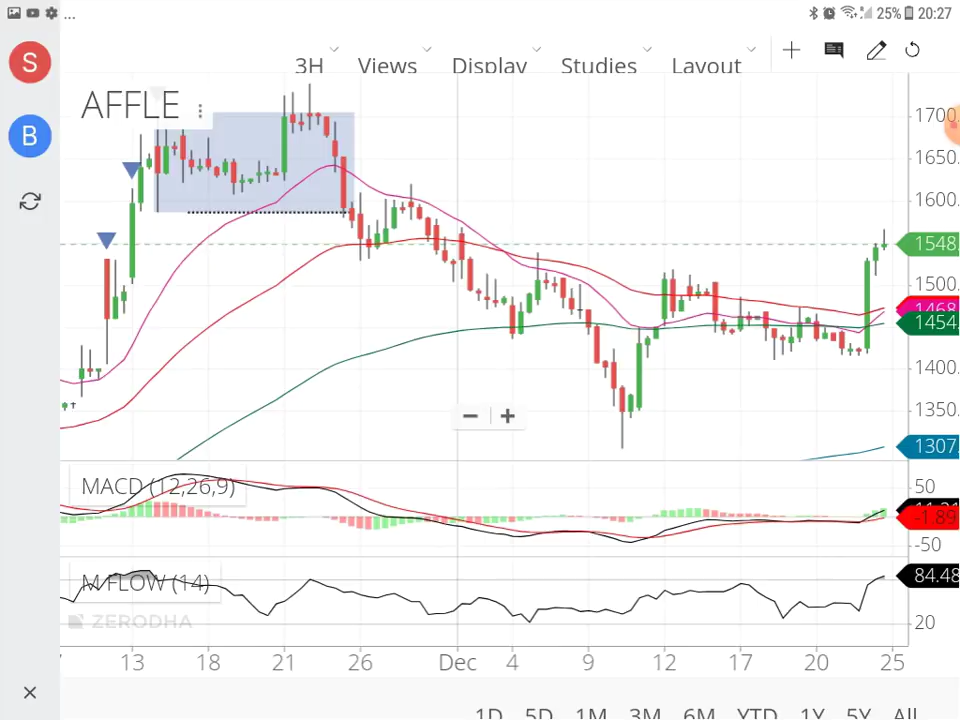 ... 25% 20:27
S 3H Views Display Studies Layout
AFFLE
B
1700.
1650.
1600.
1548.
1500.
1468.
1454.
1400.
1350.
1307.
MACD (12,26,9)
50
-1.89
-50
M FLOW (14)
84.48
20
ZERODHA
13 18 21 26 Dec 4 9 12 17 20 25
1D 5D 1M 3M 6M YTD 1Y 5Y All